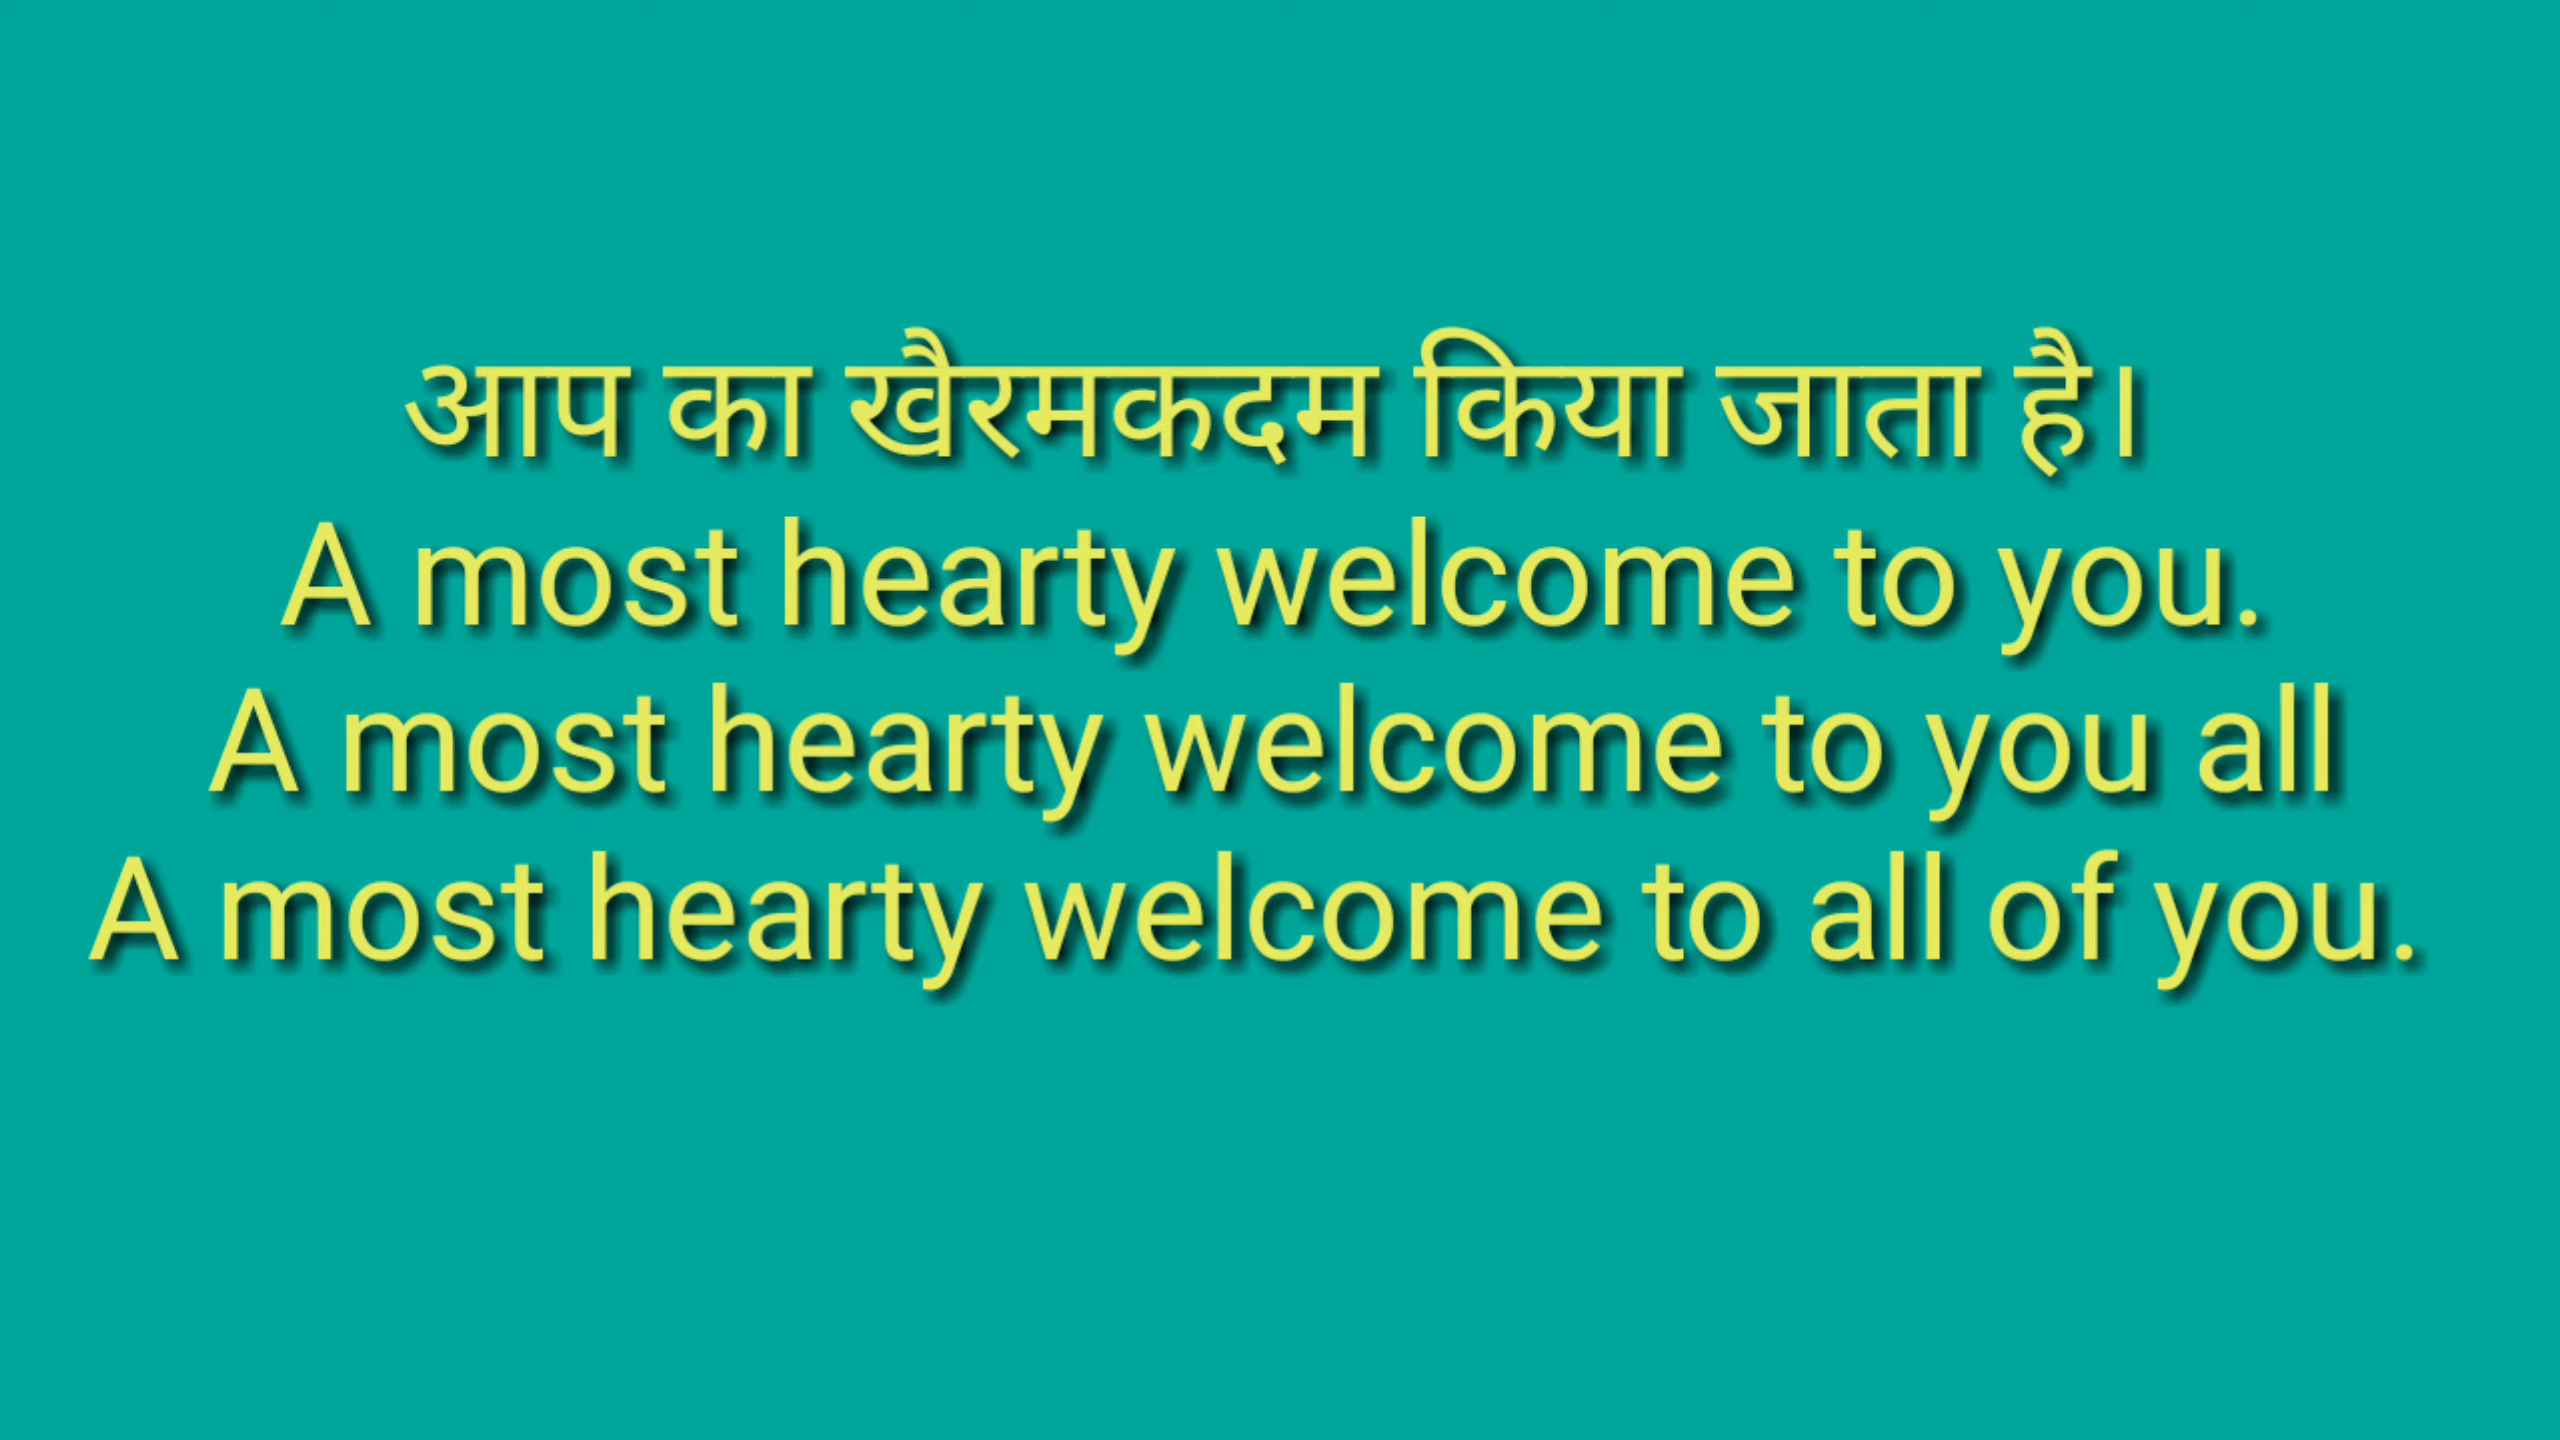 आप का खैरमकदम किया जाता है।
A most hearty welcome to you.
A most hearty welcome to you all
A most hearty welcome to all of you.